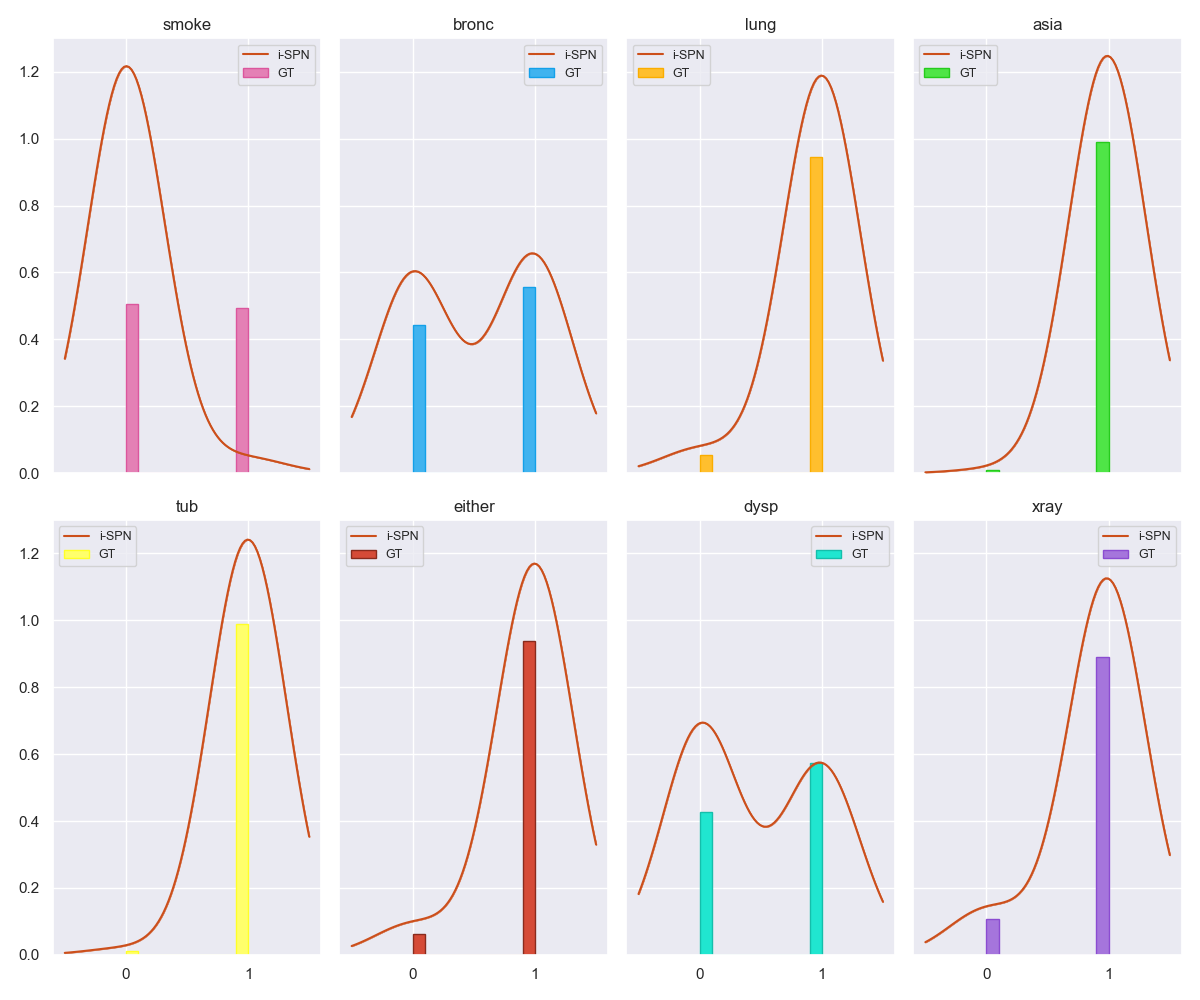 smoke
bronc
lung
asia
i-SPN
GT
i-SPN
GT
i-SPN
GT
i-SPN
GT
1.2
1.0
0.8
0.6
0.4
0.2
0.0
tub
either
dysp
xray
i-SPN
GT
i-SPN
GT
i-SPN
GT
i-SPN
GT
1.2
1.0
0.8
0.6
0.4
0.2
0.0
0 1
0 1
0 1
0 1